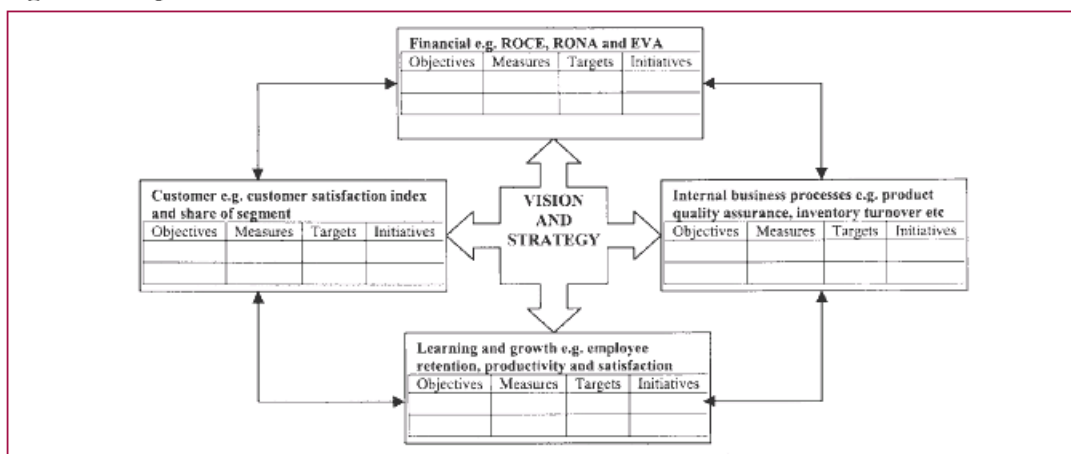 Financial e.g. ROCE, RONA and EVA
Objectives Measures Targets Initiatives
Customer e.g. customer satisfaction index
and share of segment
Objectives Measures Targets Initiatives
VISION
AND
STRATEGY
Internal business processes e.g. product
quality assurance, inventory turnover etc
Objectives Measures Targets Initiatives
Learning and growth e.g. employee
retention, productivity and satisfaction
Objectives Measures Targets Initiatives